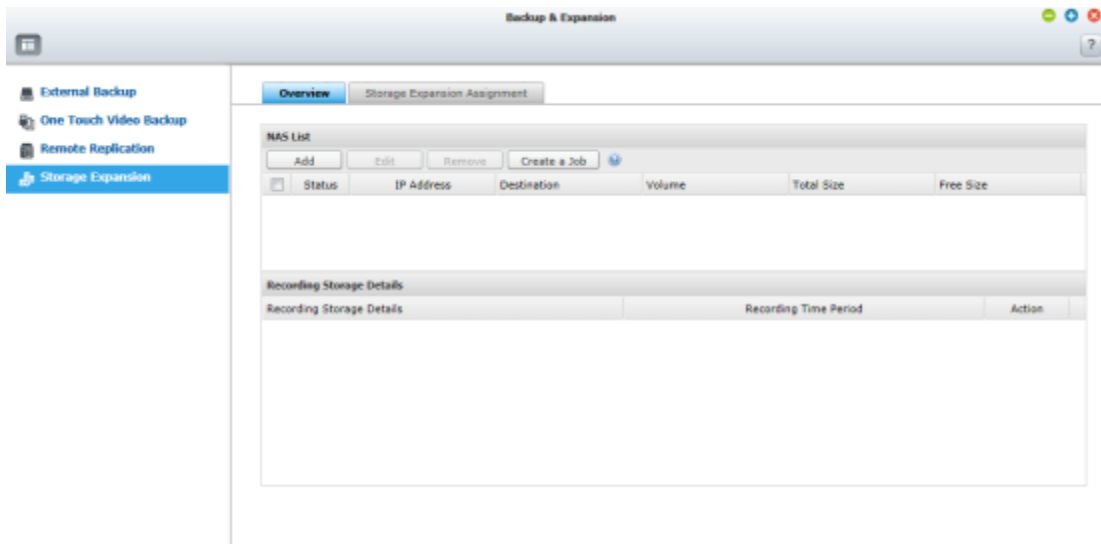 Backup & Expansion
?
External Backup
One Touch Video Backup
Remote Replication
Storage Expansion
Overview Storage Expansion Assignment
NAS List
Add Edit Remove Create a Job
Status IP Address Destination Volume Total Size Free Size
Recording Storage Details
Recording Storage Details Recording Time Period Action